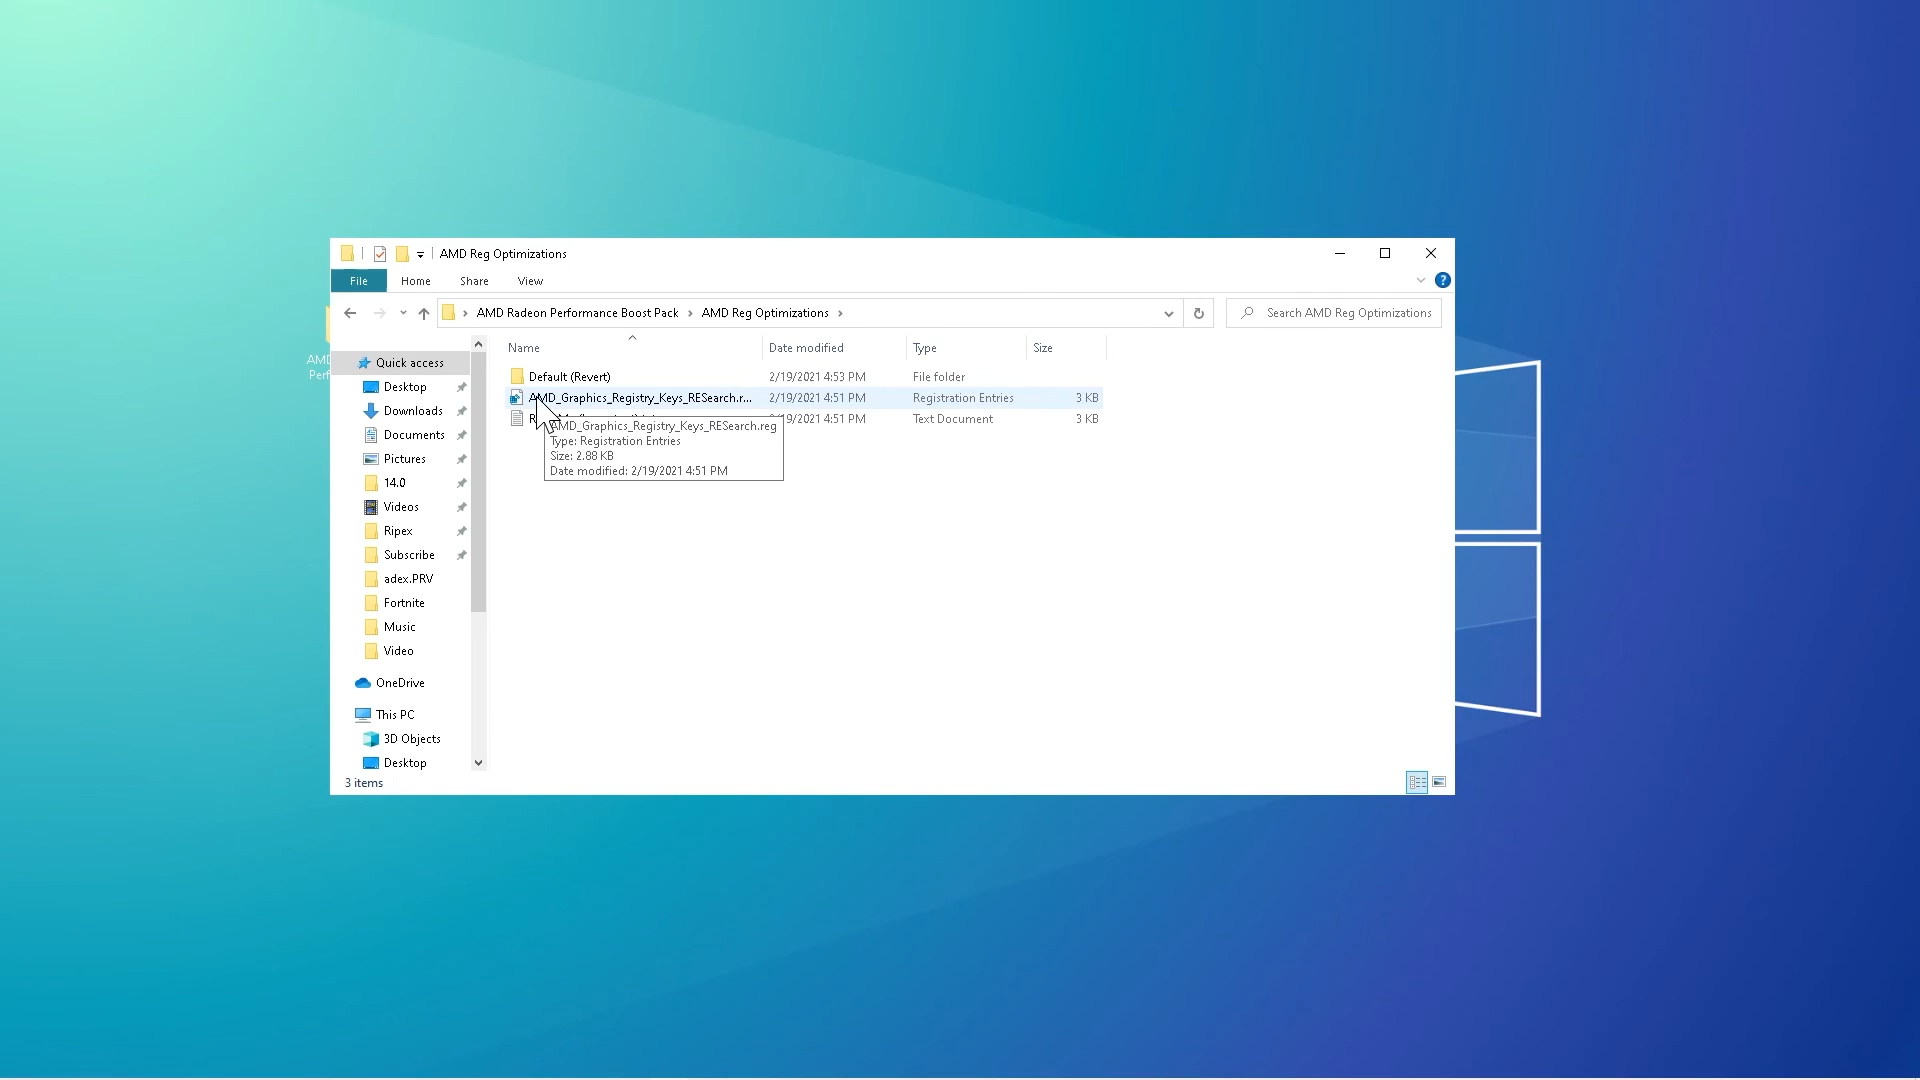 AMD Reg Optimizations
File Home Share View
AMD Radeon Performance Boost Pack > AMD Reg Optimizations >
Search AMD Reg Optimizations
Name Date modified Type Size
Default (Revert) 2/19/2021 4:53 PM File folder
AMD_Graphics_Registry_Keys_RESearch.r... 2/19/2021 4:51 PM Registration Entries 3 KB
19/2021 4:51 PM Text Document 3 KB
AMD_Graphics_Registry_Keys_RESearch.reg
Type: Registration Entries
Size: 2.88 KB
Date modified: 2/19/2021 4:51 PM
Quick access
Desktop
Downloads
Documents
Pictures
14.0
Videos
Ripex
Subscribe
adex.PRV
Fortnite
Music
Video
OneDrive
This PC
3D Objects
Desktop
3 items
AMD
Perf